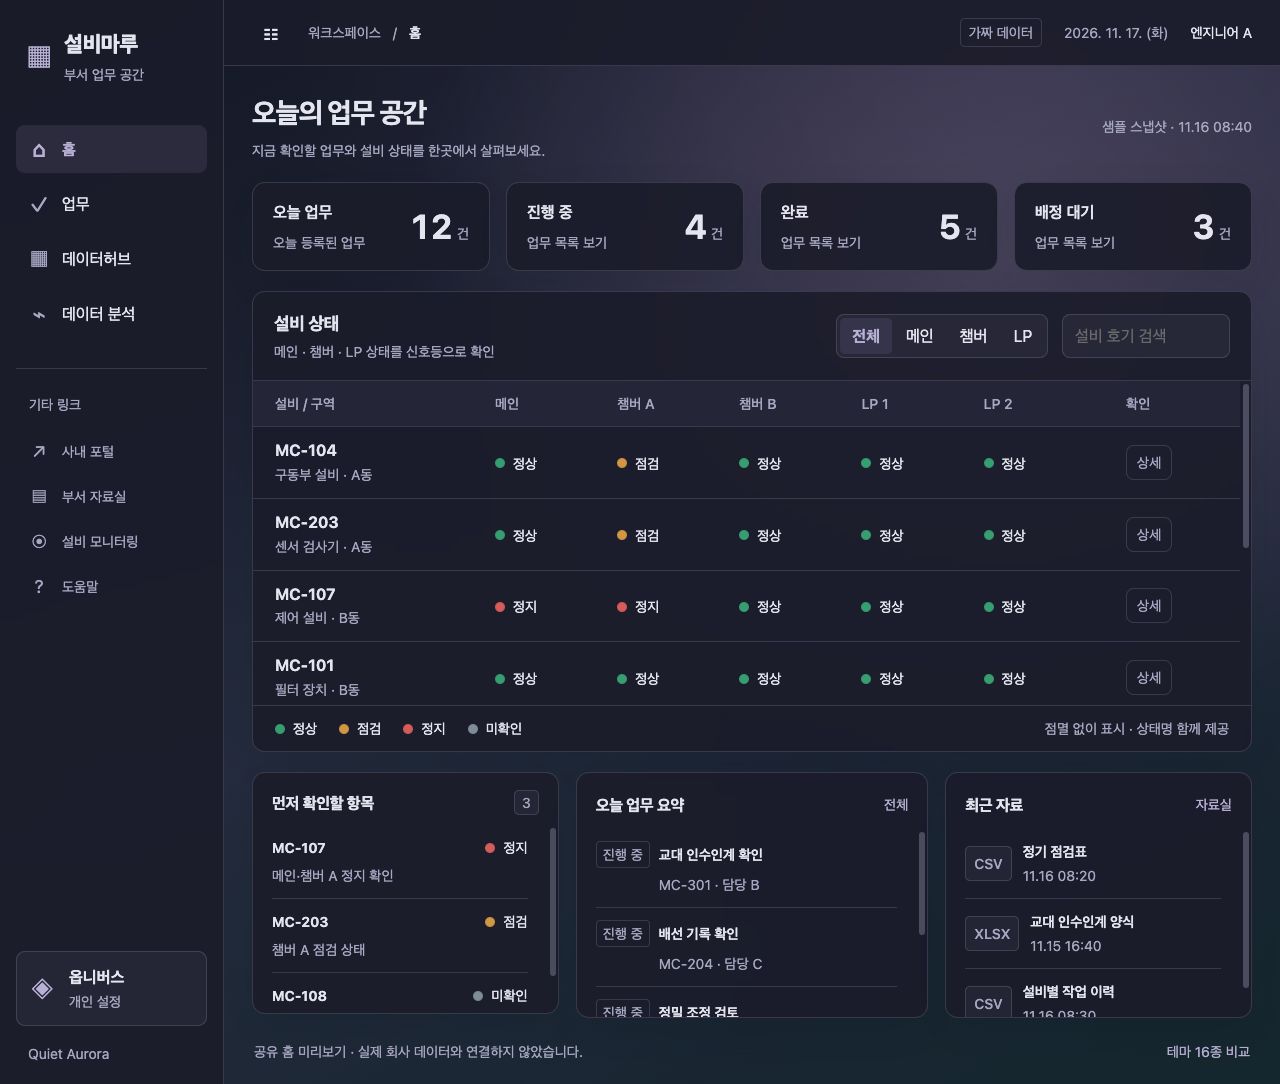 설비마루
부서 업무 공간
홈
업무
데이터허브
데이터 분석
기타 링크
사내 포털
부서 자료실
설비 모니터링
? 도움말
옵니버스
개인 설정
Quiet Aurora
워크스페이스 / 홈
가짜 데이터 2026. 11. 17. (화) 엔지니어 A
오늘의 업무 공간
지금 확인할 업무와 설비 상태를 한곳에서 살펴보세요.
샘플 스냅샷 · 11.16 08:40
오늘 업무
오늘 등록된 업무
12 건
진행 중
업무 목록 보기
4 건
완료
업무 목록 보기
5 건
배정 대기
업무 목록 보기
3 건
설비 상태
메인 · 챔버 · LP 상태를 신호등으로 확인
전체 메인 챔버 LP
설비 호기 검색
설비 / 구역 메인 챔버 A 챔버 B LP 1 LP 2 확인
MC-104
구동부 설비 · A동
정상 점검 정상 정상 정상 상세
MC-203
센서 검사기 · A동
정상 점검 정상 정상 정상 상세
MC-107
제어 설비 · B동
정지 정지 정상 정상 정상 상세
MC-101
필터 장치 · B동
정상 정상 정상 정상 정상 상세
정상 점검 정지 미확인
점멸 없이 표시 · 상태명 함께 제공
먼저 확인할 항목 3
MC-107 정지
메인·챔버 A 정지 확인
MC-203 점검
챔버 A 점검 상태
MC-108 미확인
오늘 업무 요약 전체
진행 중 교대 인수인계 확인
MC-301 · 담당 B
진행 중 배선 기록 확인
MC-204 · 담당 C
진행 중 정밀 조정 검토
최근 자료 자료실
CSV 정기 점검표
11.16 08:20
XLSX 교대 인수인계 양식
11.15 16:40
CSV 설비별 작업 이력
11.16 08:30
공유 홈 미리보기 · 실제 회사 데이터와 연결하지 않았습니다.
테마 16종 비교